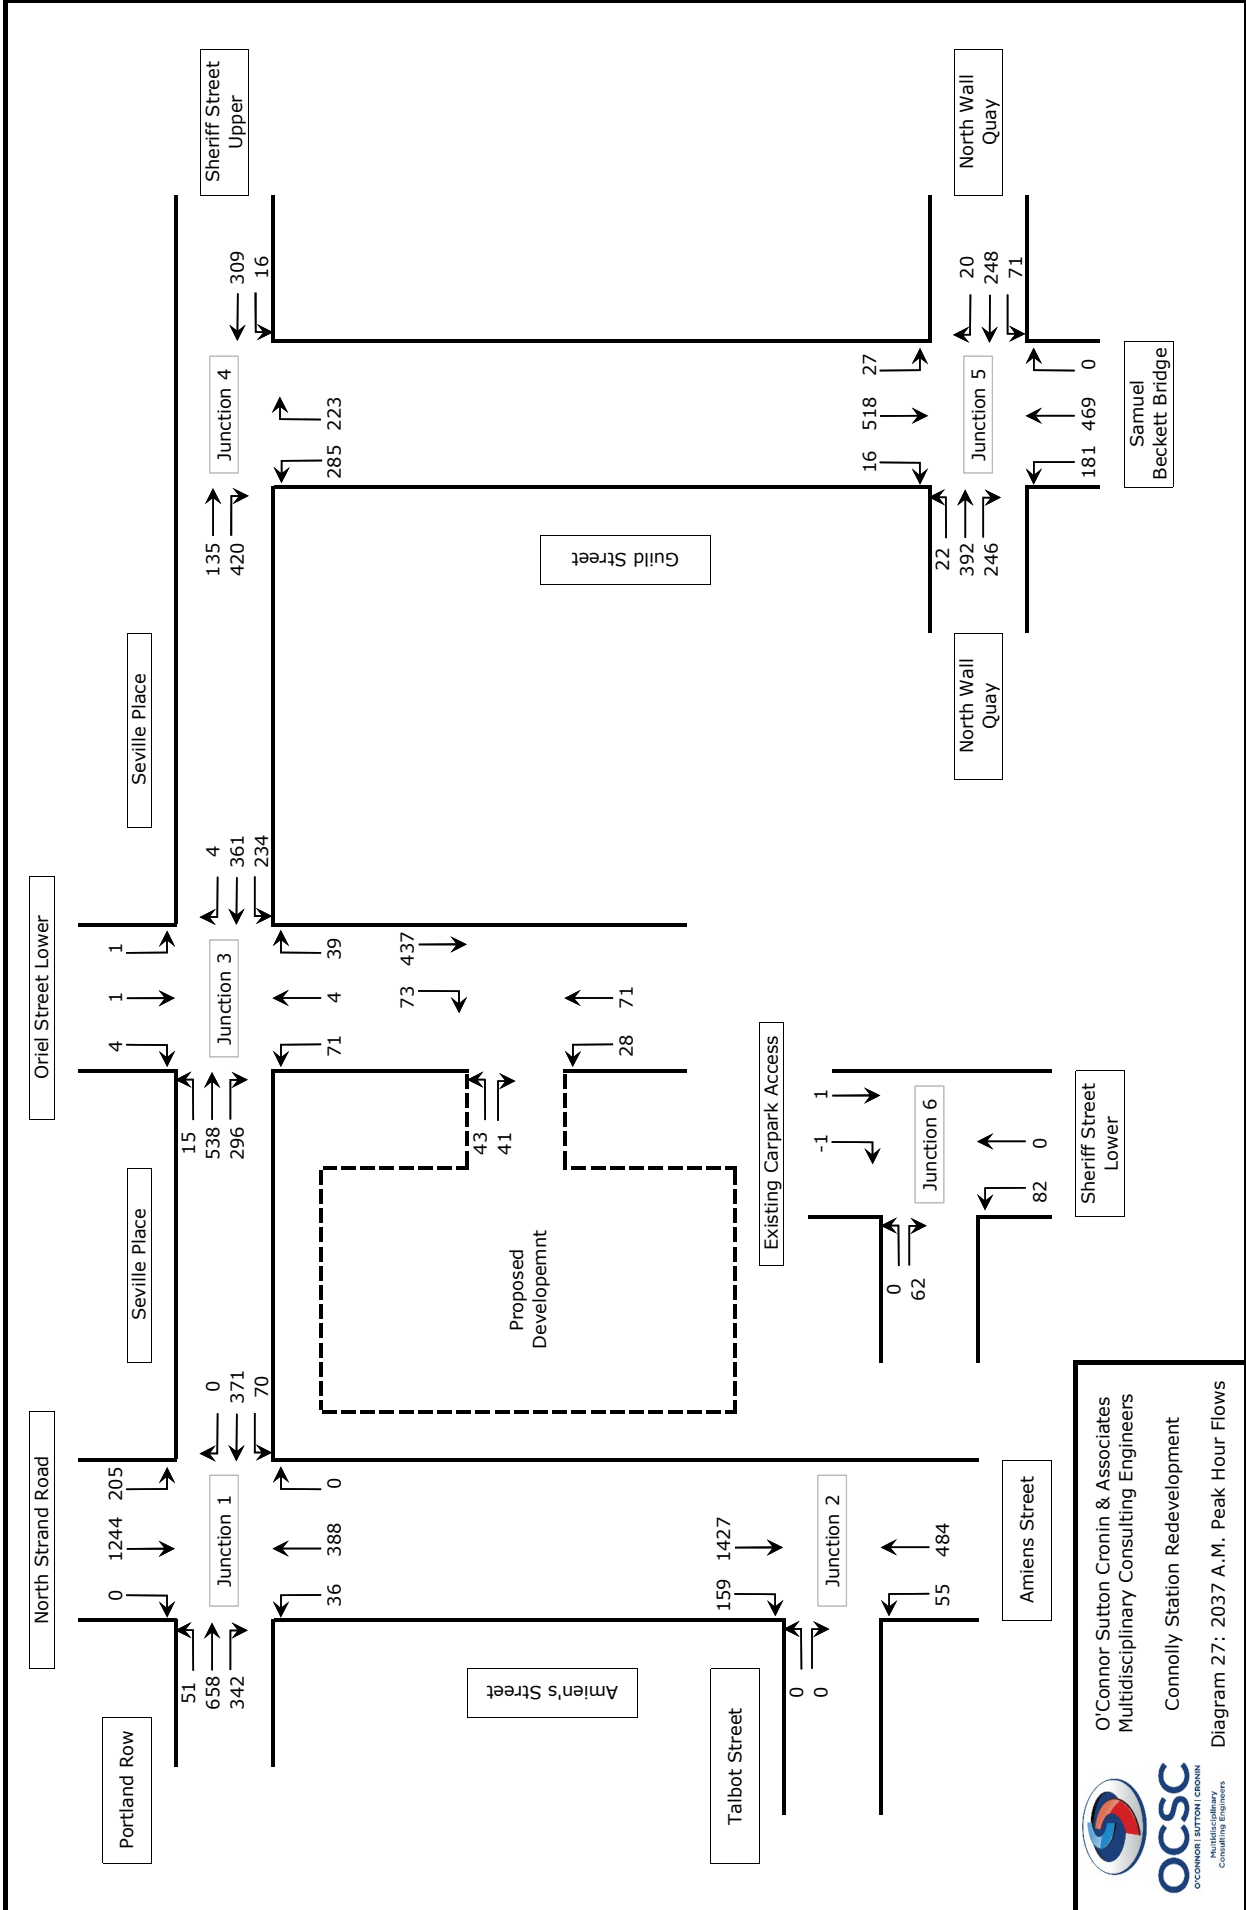 North Strand Road
Oriel Street Lower
0
1244
205
4
1
1
Portland Row
Seville Place
Seville Place
Sheriff Street
Upper
51
658
342
Junction 1
0
371
70
15
538
296
Junction 3
4
361
234
135
420
Junction 4
309
16
36
388
0
71
4
39
285
223
73
437
43
41
Amien's Street
Proposed
Developemnt
Guild Street
28
71
159
1427
Talbot Street
Existing Carpark Access
0
0
Junction 2
-1
1
16
518
27
0
62
Junction 6
55
484
82
0
22
392
246
Junction 5
20
248
71
North Wall
Quay
North Wall
Quay
Amiens Street
Sheriff Street
Lower
181
469
0
Samuel
Beckett Bridge
O'Connor Sutton Cronin & Associates
Multidisciplinary Consulting Engineers
Connolly Station Redevelopment
Diagram 27: 2037 A.M. Peak Hour Flows
OCSC
O'CONNOR | SUTTON | CRONIN
Multidisciplinary
Consulting Engineers